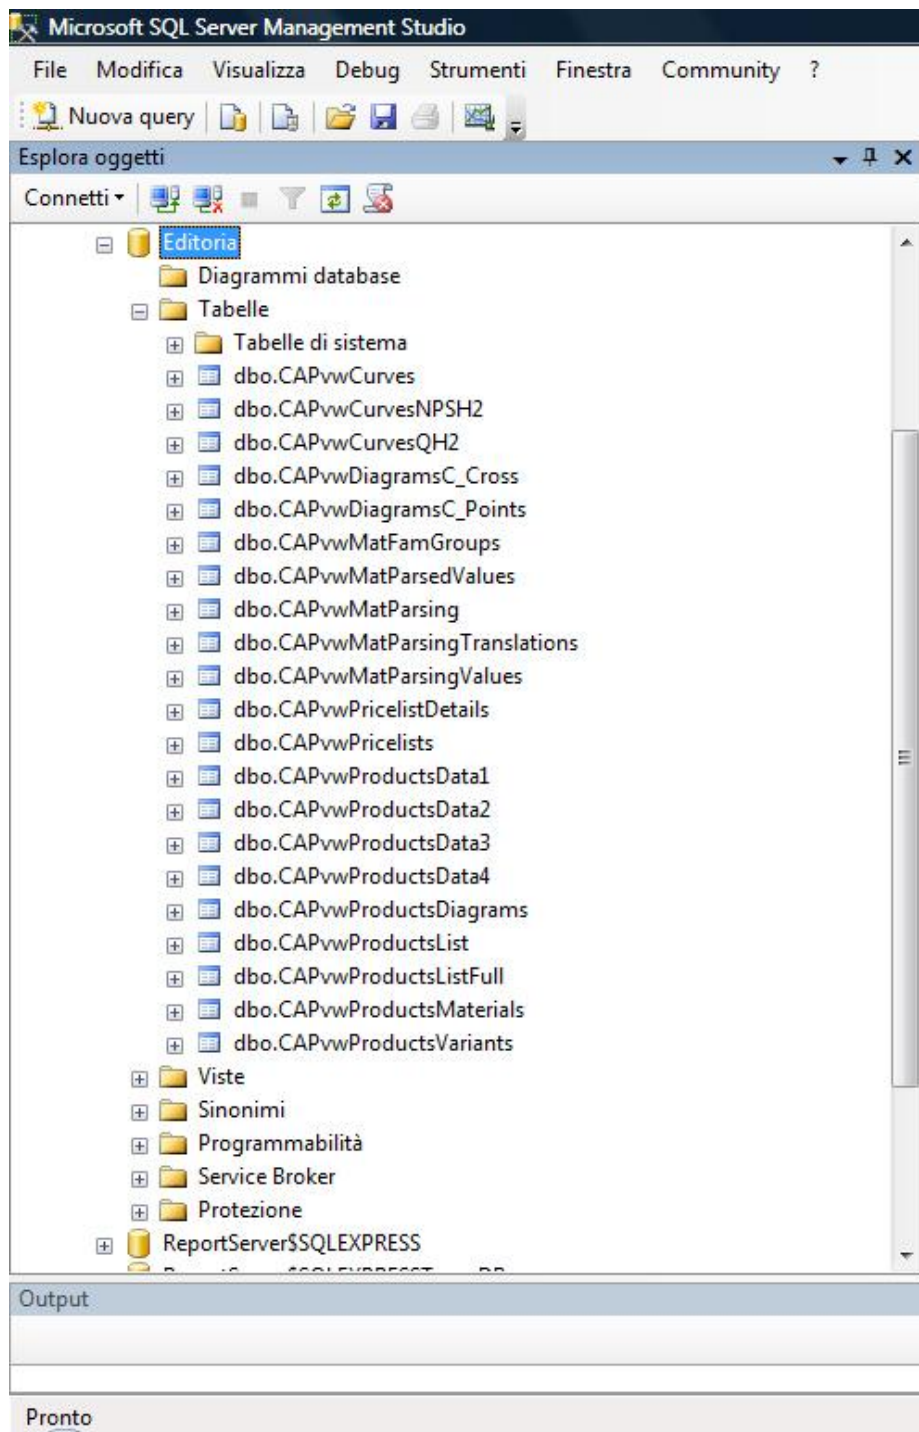 Microsoft SQL Server Management Studio
File Modifica Visualizza Debug Strumenti Finestra Community ?
Nuova query
Esplora oggetti
Connetti
Editoria
Diagrammi database
Tabelle
Tabelle di sistema
dbo.CAPvwCurves
dbo.CAPvwCurvesNPSH2
dbo.CAPvwCurvesQH2
dbo.CAPvwDiagramsC_Cross
dbo.CAPvwDiagramsC_Points
dbo.CAPvwMatFamGroups
dbo.CAPvwMatParsedValues
dbo.CAPvwMatParsing
dbo.CAPvwMatParsingTranslations
dbo.CAPvwMatParsingValues
dbo.CAPvwPricelistDetails
dbo.CAPvwPricelists
dbo.CAPvwProductsData1
dbo.CAPvwProductsData2
dbo.CAPvwProductsData3
dbo.CAPvwProductsData4
dbo.CAPvwProductsDiagrams
dbo.CAPvwProductsList
dbo.CAPvwProductsListFull
dbo.CAPvwProductsMaterials
dbo.CAPvwProductsVariants
Viste
Sinonimi
Programmabilità
Service Broker
Protezione
ReportServer$SQLEXPRESS
Output
Pronto